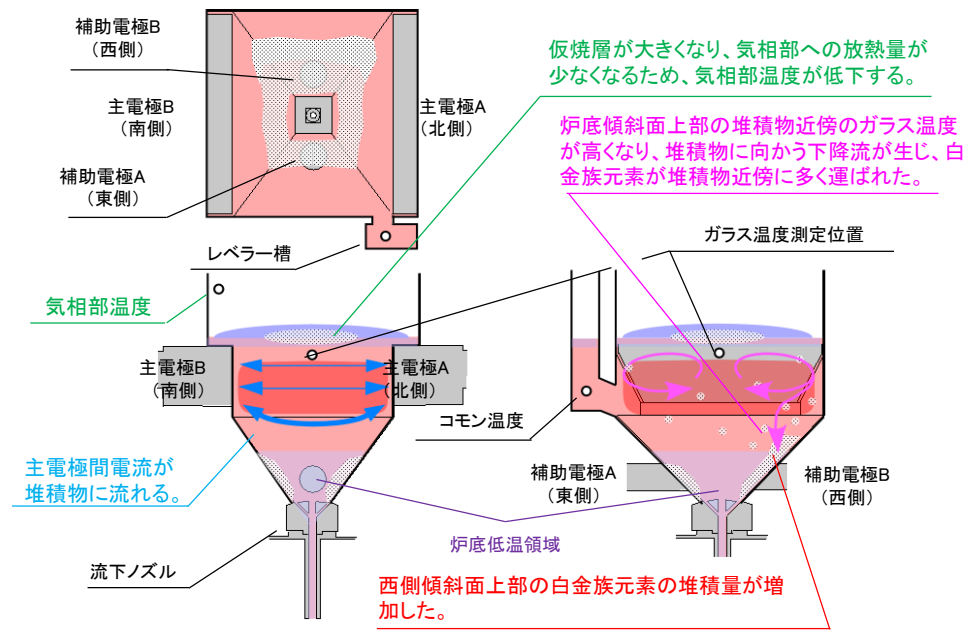 補助電極B
（西側）
主電極B
（南側）
主電極A
（北側）
補助電極A
（東側）
レベラー槽
仮焼層が大きくなり、気相部への放熱量が
少なくなるため、気相部温度が低下する。
炉底傾斜面上部の堆積物近傍のガラス温度
が高くなり、堆積物に向かう下降流が生じ、白
金族元素が堆積物近傍に多く運ばれた。
ガラス温度測定位置
気相部温度
主電極B
（南側）
主電極A
（北側）
コモン温度
主電極間電流が
堆積物に流れる。
補助電極A
（東側）
補助電極B
（西側）
炉底低温領域
流下ノズル
西側傾斜面上部の白金族元素の堆積量が増
加した。